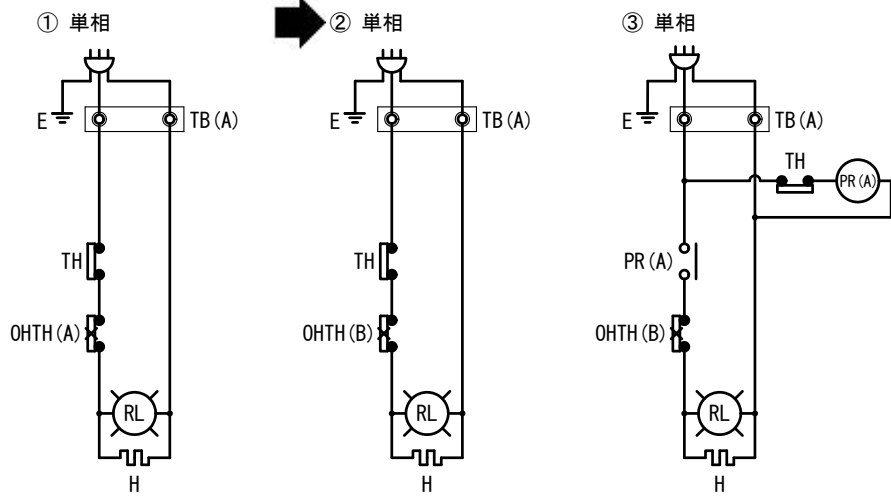 ① 単相
E
TB(A)
TH
OHTH(A)
RL
H
② 単相
E
TB(A)
TH
OHTH(B)
RL
H
③ 単相
E
TB(A)
TH
PR(A)
PR(A)
OHTH(B)
RL
H